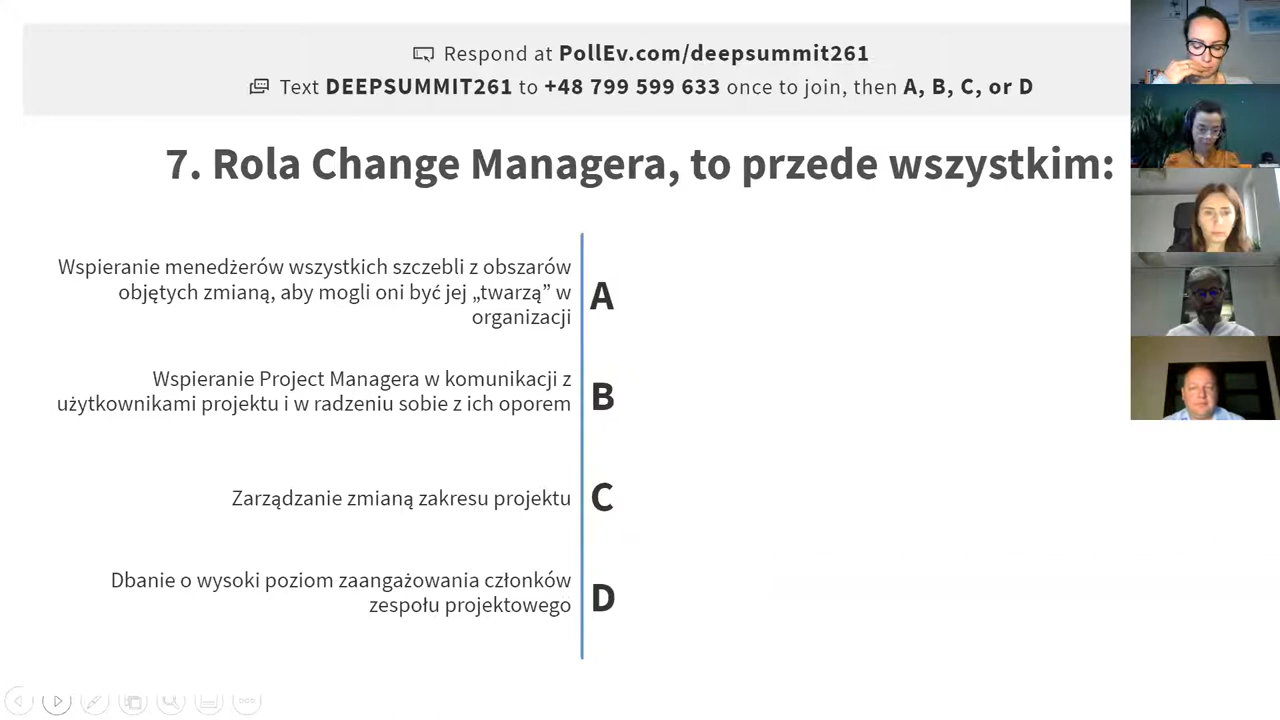 Respond at PollEv.com/deepsummit261
Text DEEPSUMMIT261 to +48 799 599 633 once to join, then A, B, C, or D
7. Rola Change Managera, to przede wszystkim:
Wspieranie menedżerów wszystkich szczebli z obszarów
objętych zmianą, aby mogli oni być jej „twarzą” w
organizacji
A
Wspieranie Project Managera w komunikacji z
użytkownikami projektu i w radzeniu sobie z ich oporem
B
Zarządzanie zmianą zakresu projektu
C
Dbanie o wysoki poziom zaangażowania członków
zespołu projektowego
D